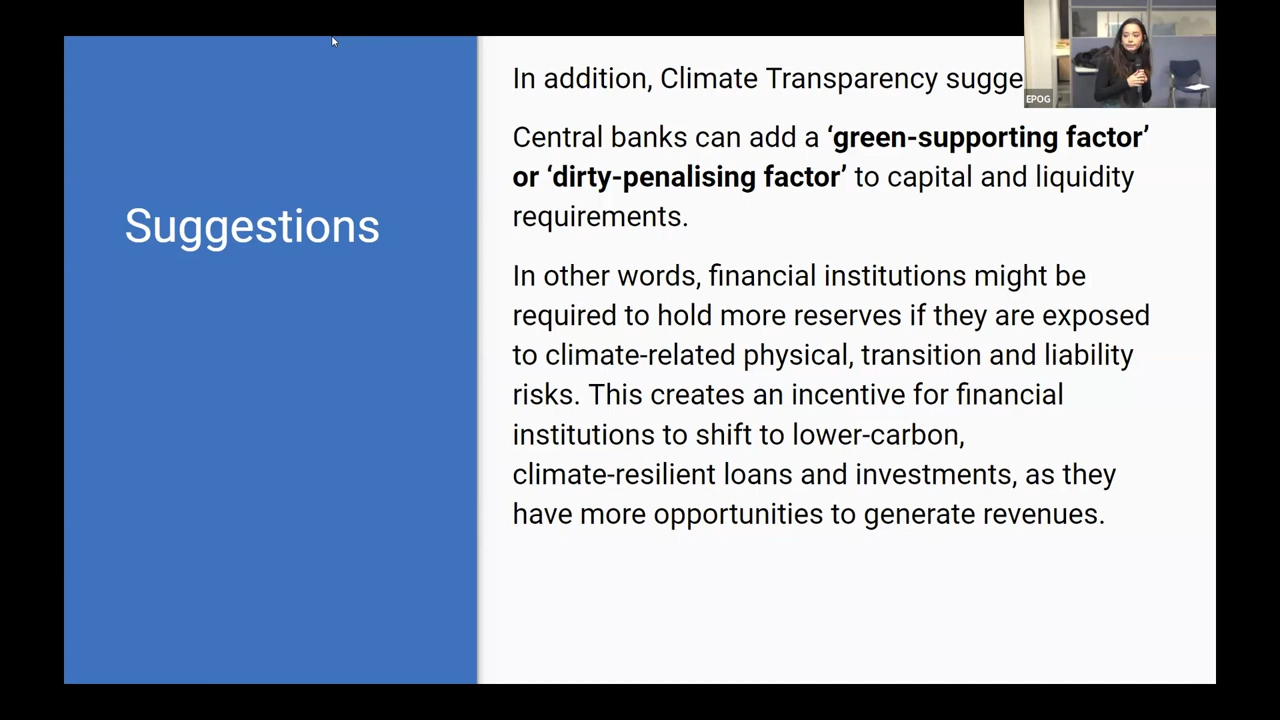 Suggestions
In addition, Climate Transparency sugge
EPOG
Central banks can add a ‘green-supporting factor’
or ‘dirty-penalising factor’ to capital and liquidity
requirements.
In other words, financial institutions might be
required to hold more reserves if they are exposed
to climate-related physical, transition and liability
risks. This creates an incentive for financial
institutions to shift to lower-carbon,
climate-resilient loans and investments, as they
have more opportunities to generate revenues.